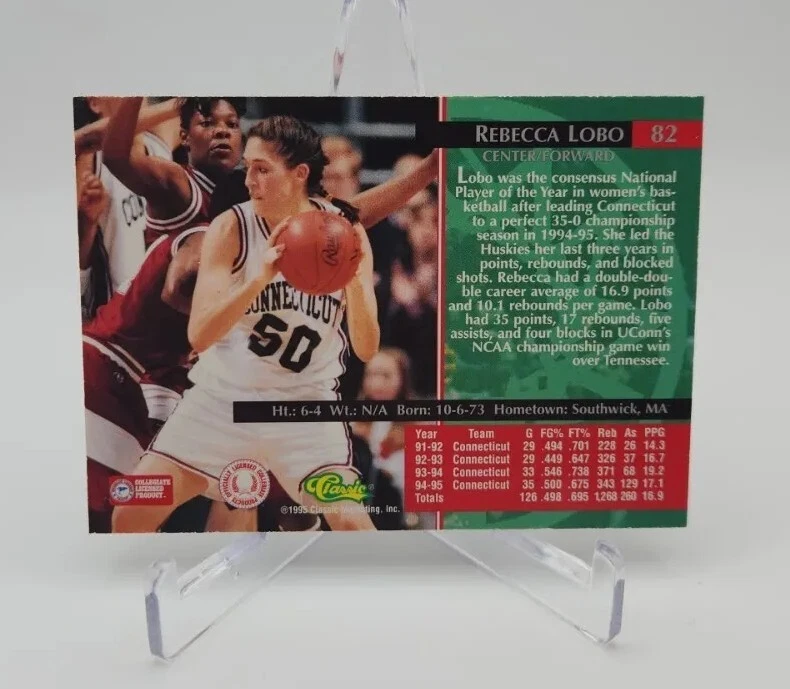 REBECCA LOBO 82
CENTER/FORWARD
Lobo was the consensus National
Player of the Year in women's bas-
ketball after leading Connecticut
to a perfect 35-0 championship
season in 1994-95. She led the
Huskies her last three years in
points, rebounds, and blocked
shots. Rebecca had a double-dou-
ble career average of 16.9 points
and 10.1 rebounds per game. Lobo
had 35 points, 17 rebounds, five
assists, and four blocks in UConn's
NCAA championship game win
over Tennessee.
CONNECTICUT
50
Ht.: 6-4 Wt.: N/A Born: 10-6-73 Hometown: Southwick, MA
Year Team G FG% FT% Reb As PPG
91-92 Connecticut 29 .494 .701 228 26 14.3
92-93 Connecticut 29 .449 .647 326 37 16.7
93-94 Connecticut 33 .546 .738 371 68 19.2
94-95 Connecticut 35 .500 .675 343 129 17.1
Totals 126 .498 .695 1,268 260 16.9
COLLEGIATE
LICENSED
PRODUCT
Classic
©1995 Classic Marketing, Inc.